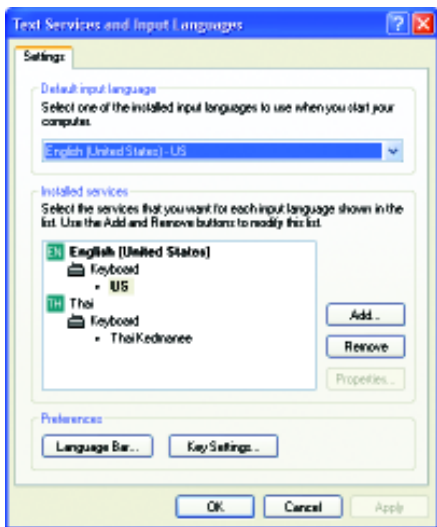 Text Services and Input Languages
Settings
Default input language
Select one of the installed input languages to use when you start your
computer.
English (United States) - US
Installed services
Select the services that you want for each input language shown in the
list. Use the Add and Remove buttons to modify this list.
EN English (United States)
Keyboard
• US
TH Thai
Keyboard
• Thai Kedmanee
Add...
Remove
Properties...
Preferences
Language Bar...
Key Settings...
OK
Cancel
Apply